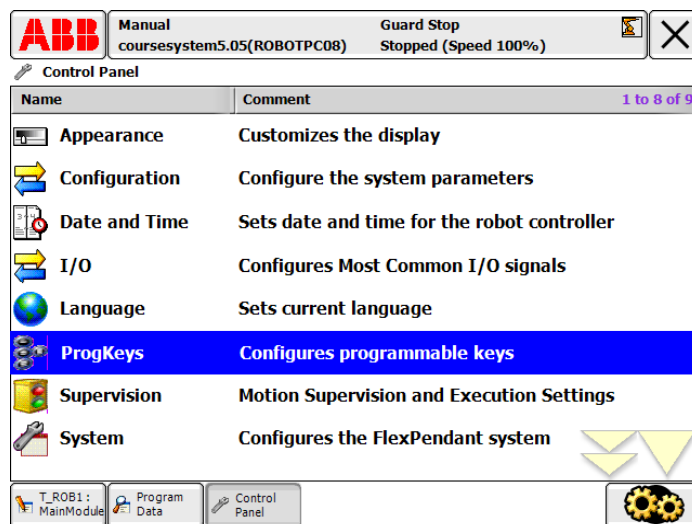 ABB
Manual
Guard Stop
coursesystem5.05(ROBOTPC08)
Stopped (Speed 100%)
Control Panel
Name
Comment
1 to 8 of 9
Appearance
Customizes the display
Configuration
Configure the system parameters
Date and Time
Sets date and time for the robot controller
I/O
Configures Most Common I/O signals
Language
Sets current language
ProgKeys
Configures programmable keys
Supervision
Motion Supervision and Execution Settings
System
Configures the FlexPendant system
T_ROB1:
MainModule
Program
Data
Control
Panel